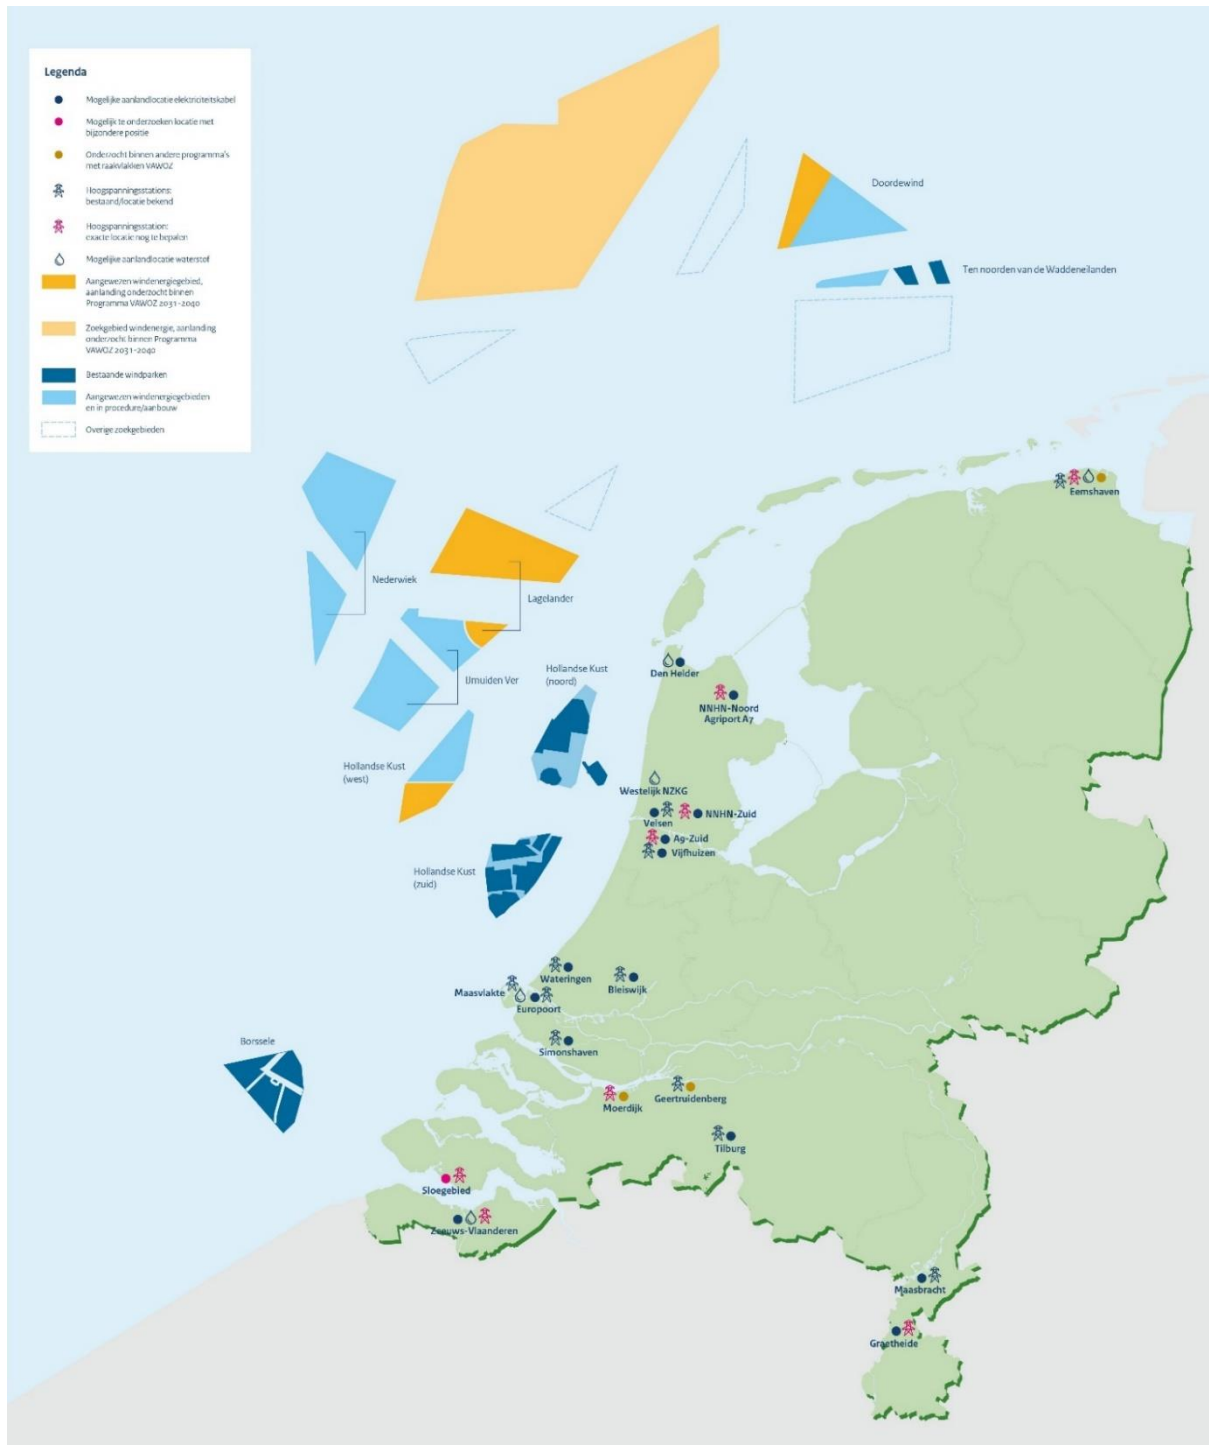 Legenda
Mogelijke aanlandlocatie elektriciteitskabel
Mogelijk te onderzoeken locatie met
bijzondere positie
Onderzocht binnen andere programma's
met raakvlakken VAWOZ
Hoogspanningsstations:
bestaand/locatie bekend
Hoogspanningsstation:
exacte locatie nog te bepalen
Mogelijke aanlandlocatie waterstof
Aangewezen windenergiegebied,
aanlanding onderzocht binnen
Programma VAWOZ 2031-2040
Zoekgebied windenergie, aanlanding
onderzocht binnen Programma
VAWOZ 2031-2040
Bestaande windparken
Aangewezen windenergiegebieden
en in procedure/aanbouw
Overige zoekgebieden
Doordewind
Ten noorden van de Waddeneilanden
Eemshaven
Nederwiek
Lagelander
IJmuiden Ver
Hollandse Kust
(noord)
Den Helder
NNHN-Noord
Agriport A7
Hollandse Kust
(west)
Westelijk NZKG
Velsen
NNHN-Zuid
A9-Zuid
Vijfhuizen
Hollandse Kust
(zuid)
Wateringen
Bleiswijk
Maasvlakte
Europoort
Simonshaven
Borssele
Moerdijk
Geertruidenberg
Tilburg
Sloegebied
Zeeuws-Vlaanderen
Maasbracht
Graetheide